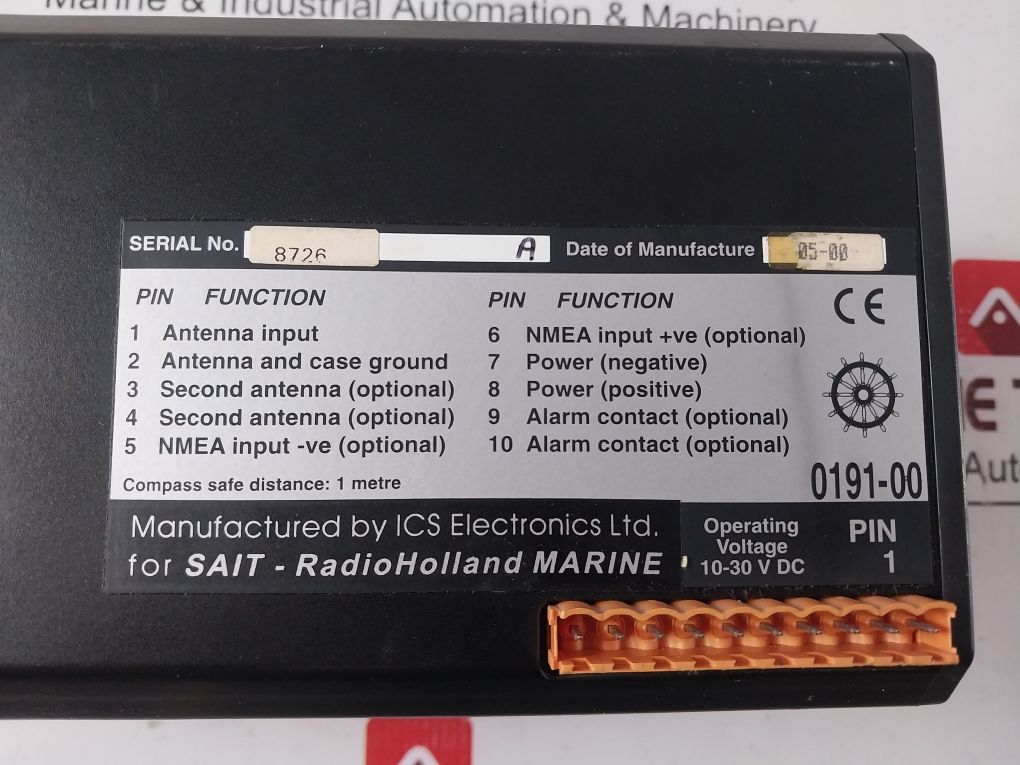 Marine & Industrial Automation & Machinery
SERIAL No. 8726 A Date of Manufacture 05-00
PIN FUNCTION
1 Antenna input
2 Antenna and case ground
3 Second antenna (optional)
4 Second antenna (optional)
5 NMEA input -ve (optional)
PIN FUNCTION
6 NMEA input +ve (optional)
7 Power (negative)
8 Power (positive)
9 Alarm contact (optional)
10 Alarm contact (optional)
CE
Compass safe distance: 1 metre
0191-00
Manufactured by ICS Electronics Ltd.
for SAIT - RadioHolland MARINE
Operating
Voltage
10-30 V DC
PIN
1